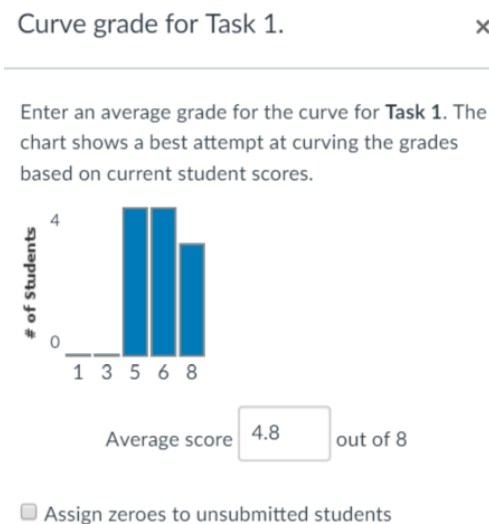 Curve grade for Task 1.
×
Enter an average grade for the curve for Task 1. The
chart shows a best attempt at curving the grades
based on current student scores.
4
# of Students
0
1 3 5 6 8
Average score 4.8 out of 8
Assign zeroes to unsubmitted students